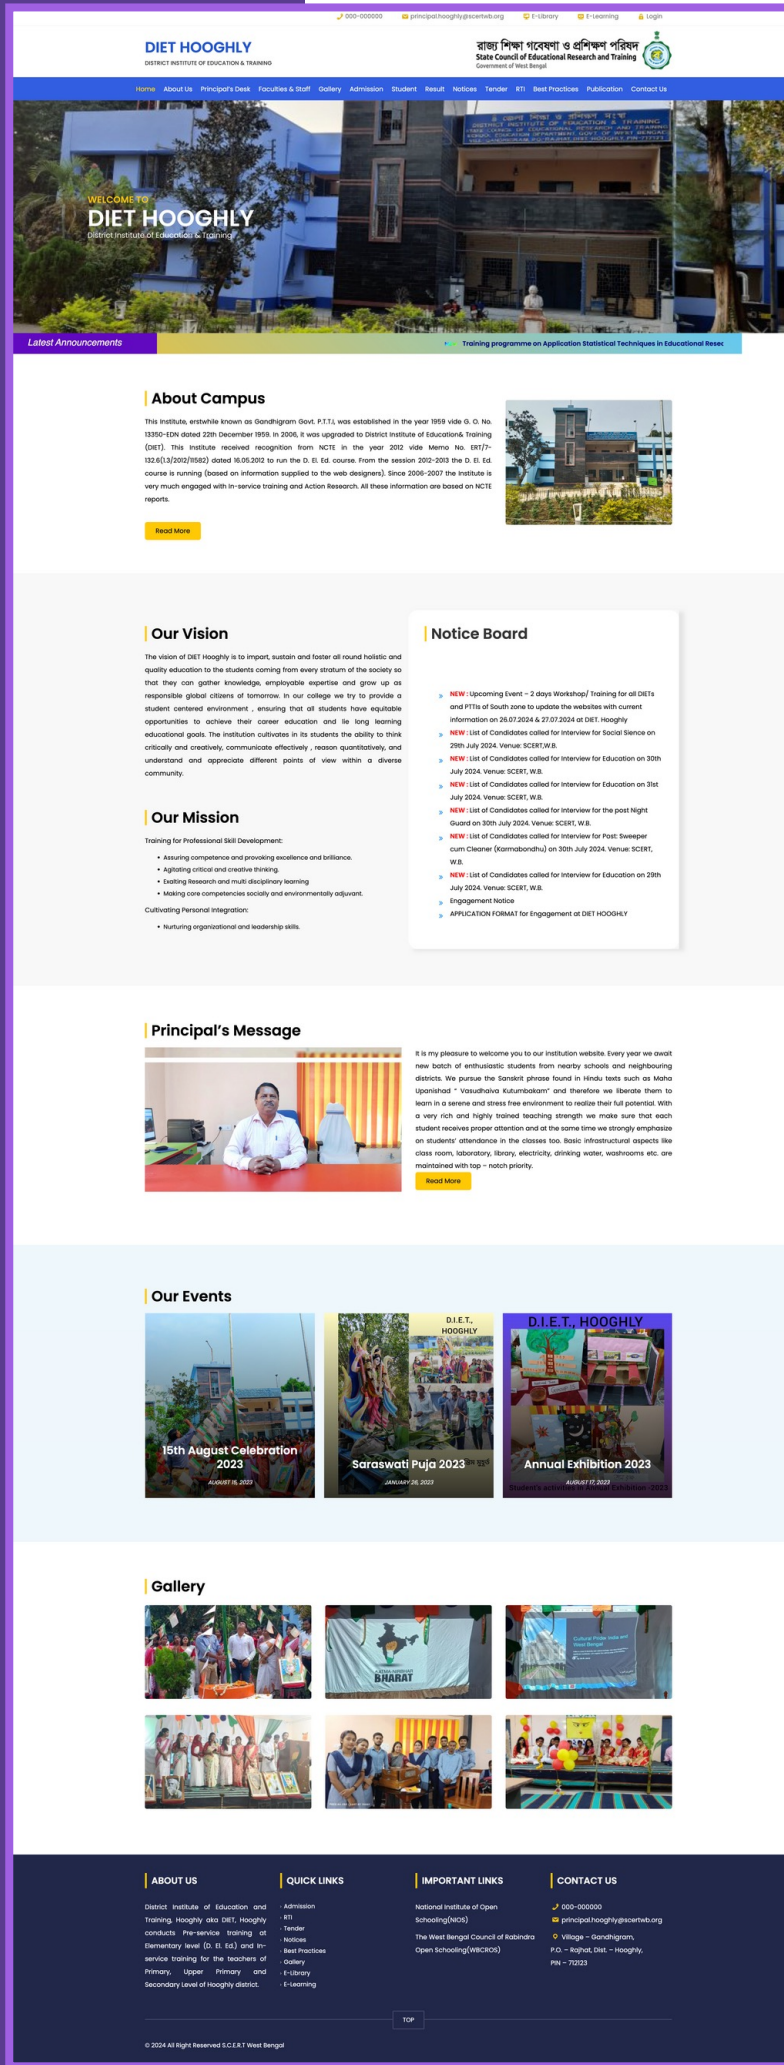 000-000000 principal.hooghly@scertwb.org E-Library E-Learning Login
DIET HOOGHLY
DISTRICT INSTITUTE OF EDUCATION & TRAINING
রাজ্য শিক্ষা গবেষণা ও প্রশিক্ষণ পরিষদ
State Council of Educational Research and Training
Government of West Bengal
Home About Us Principal's Desk Faculties & Staff Gallery Admission Student Result Notices Tender RTI Best Practices Publication Contact Us
DISTRICT INSTITUTE OF EDUCATION & TRAINING
WELCOME TO
DIET HOOGHLY
District Institute of Education & Training
Latest Announcements
Training programme on Application Statistical Techniques in Educational Resec
About Campus
This Institute, erstwhile known as Gandhigram Govt. P.T.T.I, was established in the year 1959 vide G. O. No.
13350-EDN dated 22th December 1959. In 2006, it was upgraded to District Institute of Education& Training
(DIET). This Institute received recognition from NCTE in the year 2012 vide Memo No. ERT/7-
132.6(1.3/2012/11582) dated 16.05.2012 to run the D. El. Ed. course. From the session 2012-2013 the D. El. Ed.
course is running (based on information supplied to the web designers). Since 2006-2007 the Institute is
very much engaged with In-service training and Action Research. All these information are based on NCTE
reports.
Read More
Our Vision
The vision of DIET Hooghly is to impart, sustain and foster all round holistic and
quality education to the students coming from every stratum of the society so
that they can gather knowledge, employable expertise and grow up as
responsible global citizens of tomorrow. In our college we try to provide a
student centered environment , ensuring that all students have equitable
opportunities to achieve their career education and lie long learning
educational goals. The institution cultivates in its students the ability to think
critically and creatively, communicate effectively , reason quantitatively, and
understand and appreciate different points of view within a diverse
community.
Our Mission
Training for Professional Skill Development:
• Assuring competence and provoking excellence and brilliance.
• Agitating critical and creative thinking.
• Exalting Research and multi disciplinary learning
• Making core competencies socially and environmentally adjuvant.
Cultivating Personal Integration:
• Nurturing organizational and leadership skills.
Notice Board
» NEW : Upcoming Event – 2 days Workshop/ Training for all DIETs
and PTTIs of South zone to update the websites with current
information on 26.07.2024 & 27.07.2024 at DIET. Hooghly
» NEW : List of Candidates called for Interview for Social Sience on
29th July 2024. Venue: SCERT,W.B.
» NEW : List of Candidates called for Interview for Education on 30th
July 2024. Venue: SCERT, W.B.
» NEW : List of Candidates called for Interview for Education on 31st
July 2024. Venue: SCERT, W.B.
» NEW : List of Candidates called for Interview for the post Night
Guard on 30th July 2024. Venue: SCERT, W.B.
» NEW : List of Candidates called for Interview for Post: Sweeper
cum Cleaner (Karmabondhu) on 30th July 2024. Venue: SCERT,
W.B.
» NEW : List of Candidates called for Interview for Education on 29th
July 2024. Venue: SCERT, W.B.
» Engagement Notice
» APPLICATION FORMAT for Engagement at DIET HOOGHLY
Principal's Message
It is my pleasure to welcome you to our institution website. Every year we await
new batch of enthusiastic students from nearby schools and neighbouring
districts. We pursue the Sanskrit phrase found in Hindu texts such as Maha
Upanishad " Vasudhaiva Kutumbakam" and therefore we liberate them to
learn in a serene and stress free environment to realize their full potential. With
a very rich and highly trained teaching strength we make sure that each
student receives proper attention and at the same time we strongly emphasize
on students' attendance in the classes too. Basic infrastructural aspects like
class room, laboratory, library, electricity, drinking water, washrooms etc. are
maintained with top – notch priority.
Read More
Our Events
15th August Celebration
2023
AUGUST 15, 2023
D.I.E.T.,
HOOGHLY
Saraswati Puja 2023
JANUARY 26, 2023
D.I.E.T., HOOGHLY
Annual Exhibition 2023
AUGUST 17, 2023
Student's activities in Annual Exhibition -2023
Gallery
BHARAT
Cultural Pride India and
West Bengal
ABOUT US
District Institute of Education and
Training, Hooghly aka DIET, Hooghly
conducts Pre-service training at
Elementary level (D. El. Ed.) and In-
service training for the teachers of
Primary, Upper Primary and
Secondary Level of Hooghly district.
QUICK LINKS
› Admission
› RTI
› Tender
› Notices
› Best Practices
› Gallery
› E-Library
› E-Learning
IMPORTANT LINKS
National Institute of Open
Schooling(NIOS)
The West Bengal Council of Rabindra
Open Schooling(WBCROS)
CONTACT US
000-000000
principal.hooghly@scertwb.org
Village – Gandhigram,
P.O. – Rajhat, Dist. – Hooghly,
PIN – 712123
TOP
© 2024 All Right Reserved S.C.E.R.T West Bengal